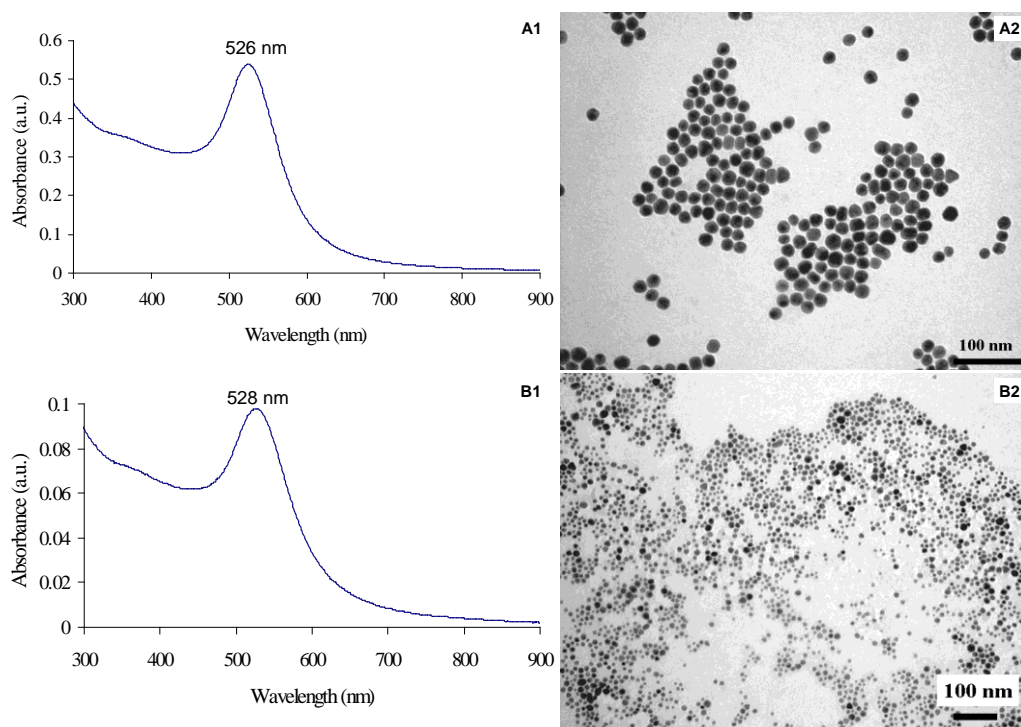 A1
526 nm
0.6
0.5
0.4
0.3
0.2
0.1
0
300 400 500 600 700 800 900
Absorbance (a.u.)
Wavelength (nm)
A2
100 nm
B1
528 nm
0.1
0.08
0.06
0.04
0.02
0
300 400 500 600 700 800 900
Absorbance (a.u.)
Wavelength (nm)
B2
100 nm